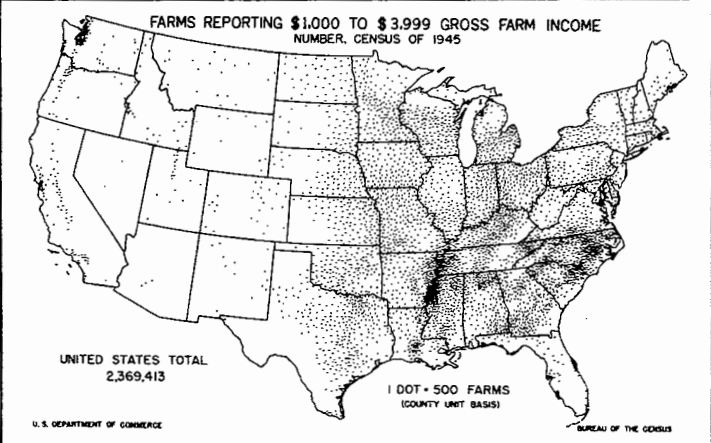 FARMS REPORTING $1,000 TO $3,999 GROSS FARM INCOME
NUMBER, CENSUS OF 1945
UNITED STATES TOTAL
2,369,413
1 DOT = 500 FARMS
(COUNTY UNIT BASIS)
U. S. DEPARTMENT OF COMMERCE
BUREAU OF THE CENSUS